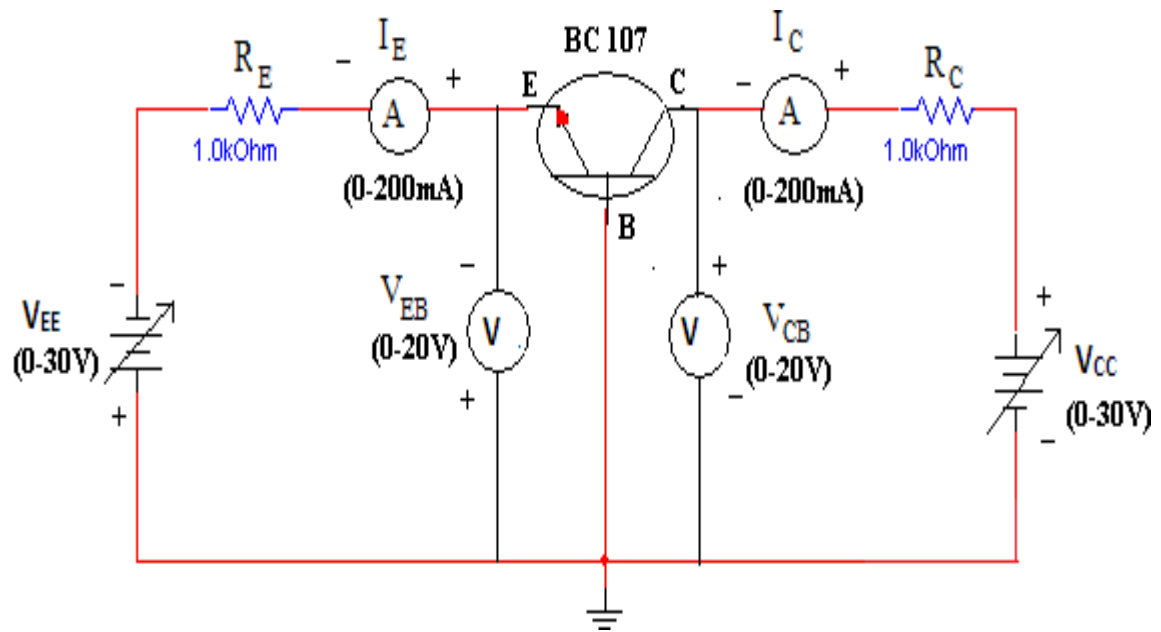 I_E
BC 107
I_C
R_E
- +
E
C
- +
R_C
A
A
1.0kOhm
1.0kOhm
(0-200mA)
(0-200mA)
B
-
-
+
+
V_EE
(0-30V)
V_EB
(0-20V)
V
V
V_CB
(0-20V)
V_CC
(0-30V)
+
+
-
-